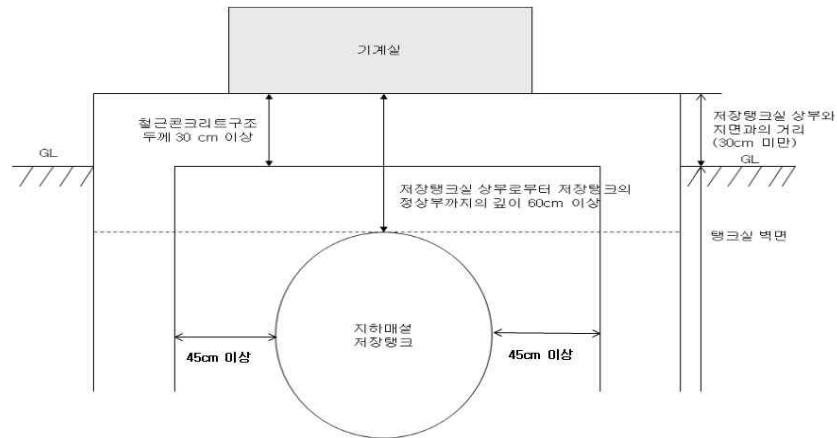 기계실
철근콘크리트구조
두께 30 cm 이상
저장탱크실 상부와
지면과의 거리
(30cm 미만)
GL
GL
저장탱크실 상부로부터 저장탱크의
정상부까지의 깊이 60cm 이상
탱크실 벽면
지하매설
저장탱크
45cm 이상
45cm 이상